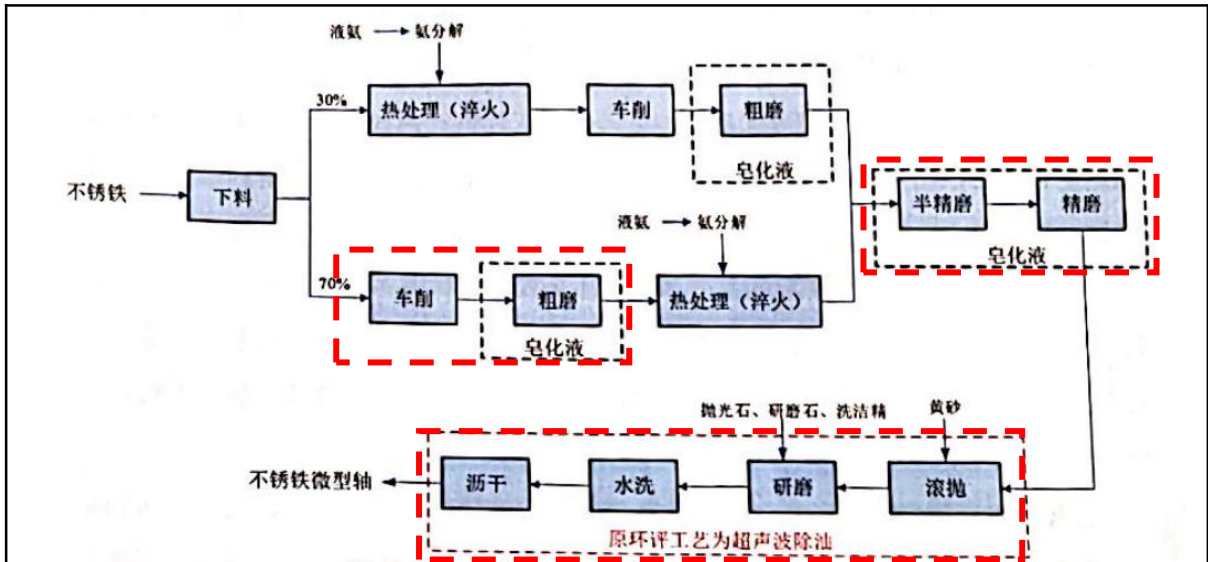 液氨 氨分解
30%
热处理（淬火） 车削 粗磨
皂化液
不锈铁 下料
半精磨 精磨
皂化液
液氨 氨分解
70%
车削 粗磨 热处理（淬火）
皂化液
抛光石、研磨石、洗洁精 黄砂
不锈铁微型轴 沥干 水洗 研磨 滚抛
原环评工艺为超声波除油